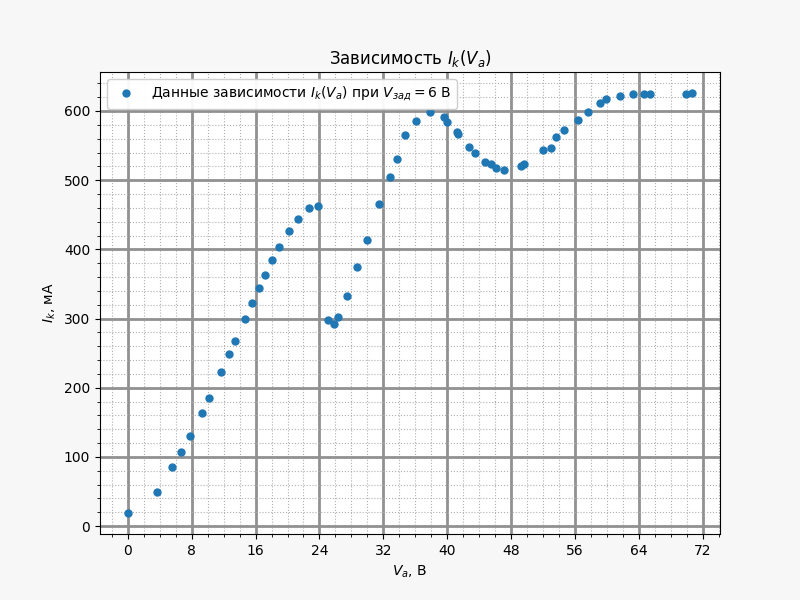 Зависимость I_k(V_a)
Данные зависимости I_k(V_a) при V_зад = 6 В
600
500
400
300
200
100
0
I_k, мА
0 8 16 24 32 40 48 56 64 72
V_a, В